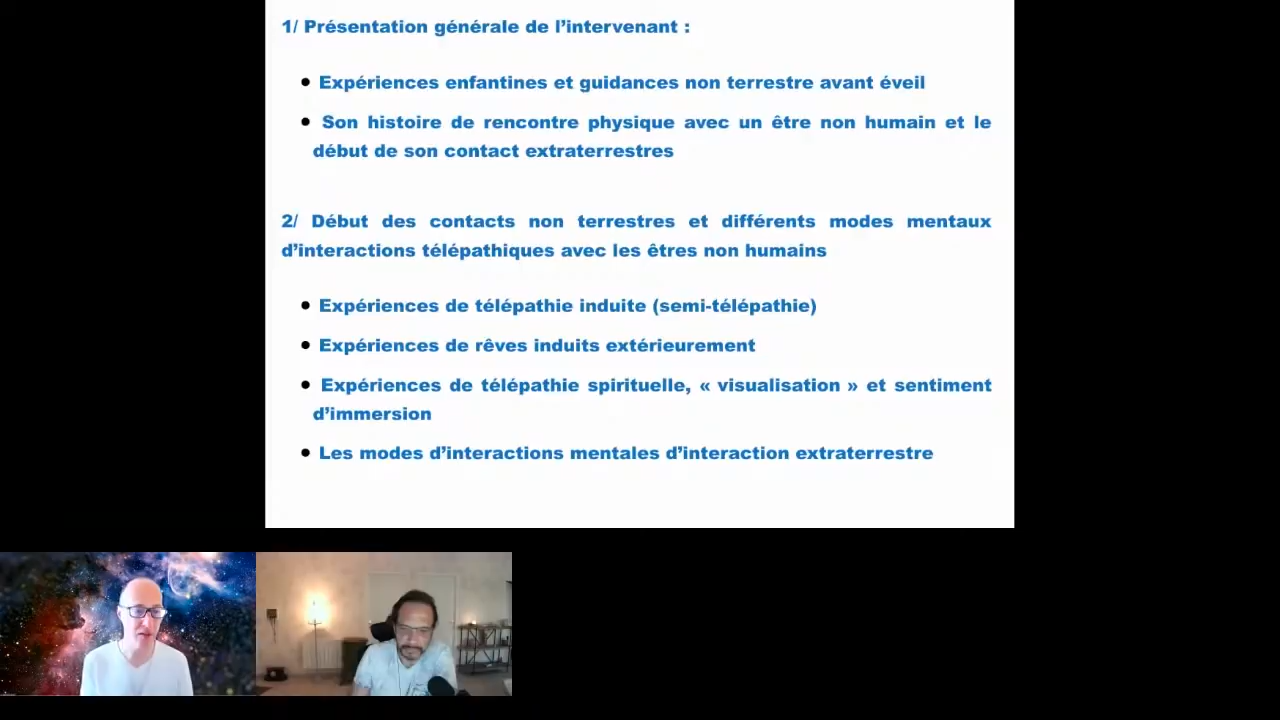 1/ Présentation générale de l’intervenant :
● Expériences enfantines et guidances non terrestre avant éveil
● Son histoire de rencontre physique avec un être non humain et le
début de son contact extraterrestres
2/ Début des contacts non terrestres et différents modes mentaux
d’interactions télépathiques avec les êtres non humains
● Expériences de télépathie induite (semi-télépathie)
● Expériences de rêves induits extérieurement
● Expériences de télépathie spirituelle, « visualisation » et sentiment
d’immersion
● Les modes d’interactions mentales d’interaction extraterrestre